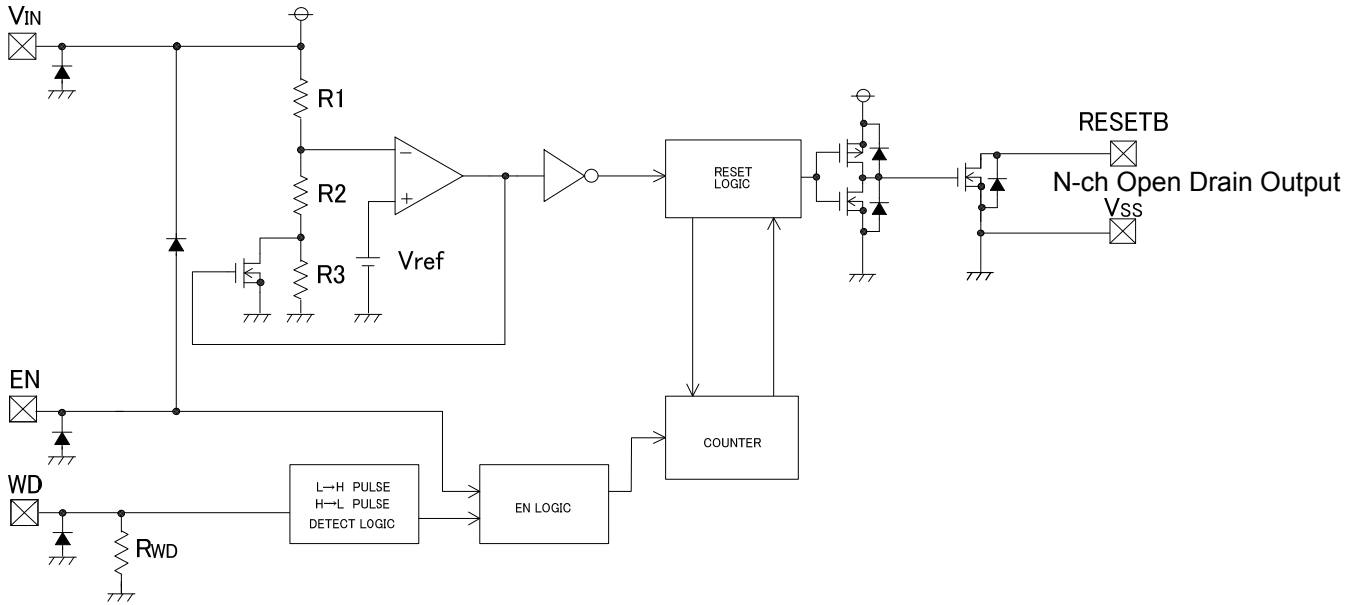 VIN
R1
R2
R3
Vref
RESET
LOGIC
RESETB
N-ch Open Drain Output
VSS
EN
COUNTER
WD
L→H PULSE
H→L PULSE
DETECT LOGIC
EN LOGIC
RWD